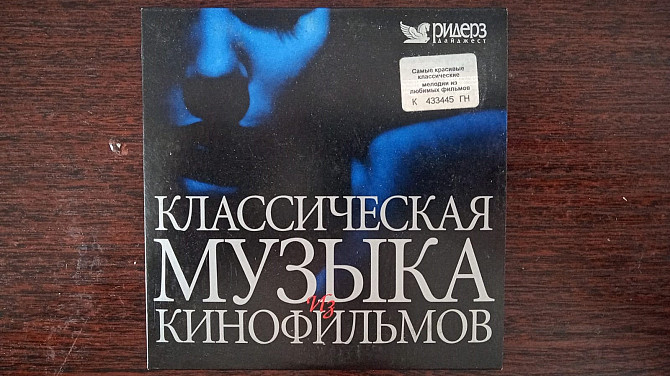 Ридерз
Дайджест
Самые красивые
классические
мелодии из
любимых фильмов
К 433445 ГН
КЛАССИЧЕСКАЯ
МУЗЫКА
из
КИНОФИЛЬМОВ